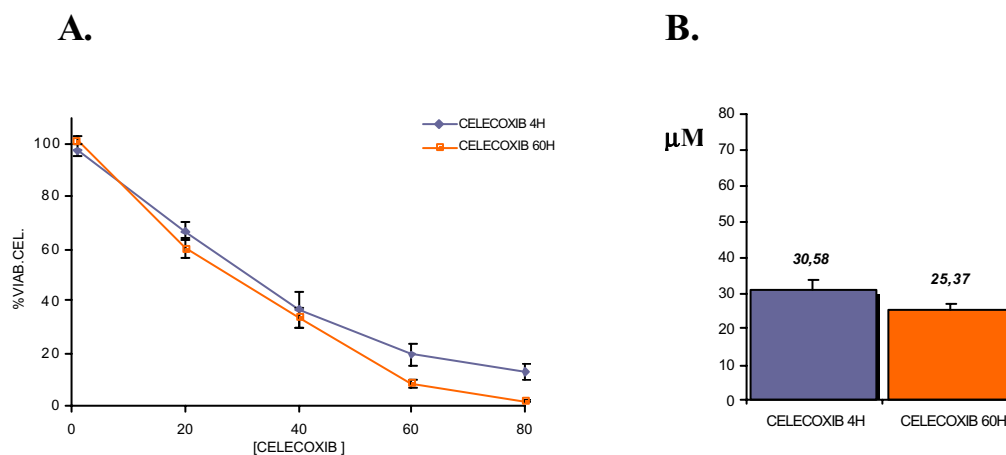 A.
B.
CELECOXIB 4H
CELECOXIB 60H
100
80
60
40
20
0
%VIAB.CEL.
0 20 40 60 80
[CELECOXIB ]
µM
80
70
60
50
40
30
20
10
0
30,58
25,37
CELECOXIB 4H CELECOXIB 60H